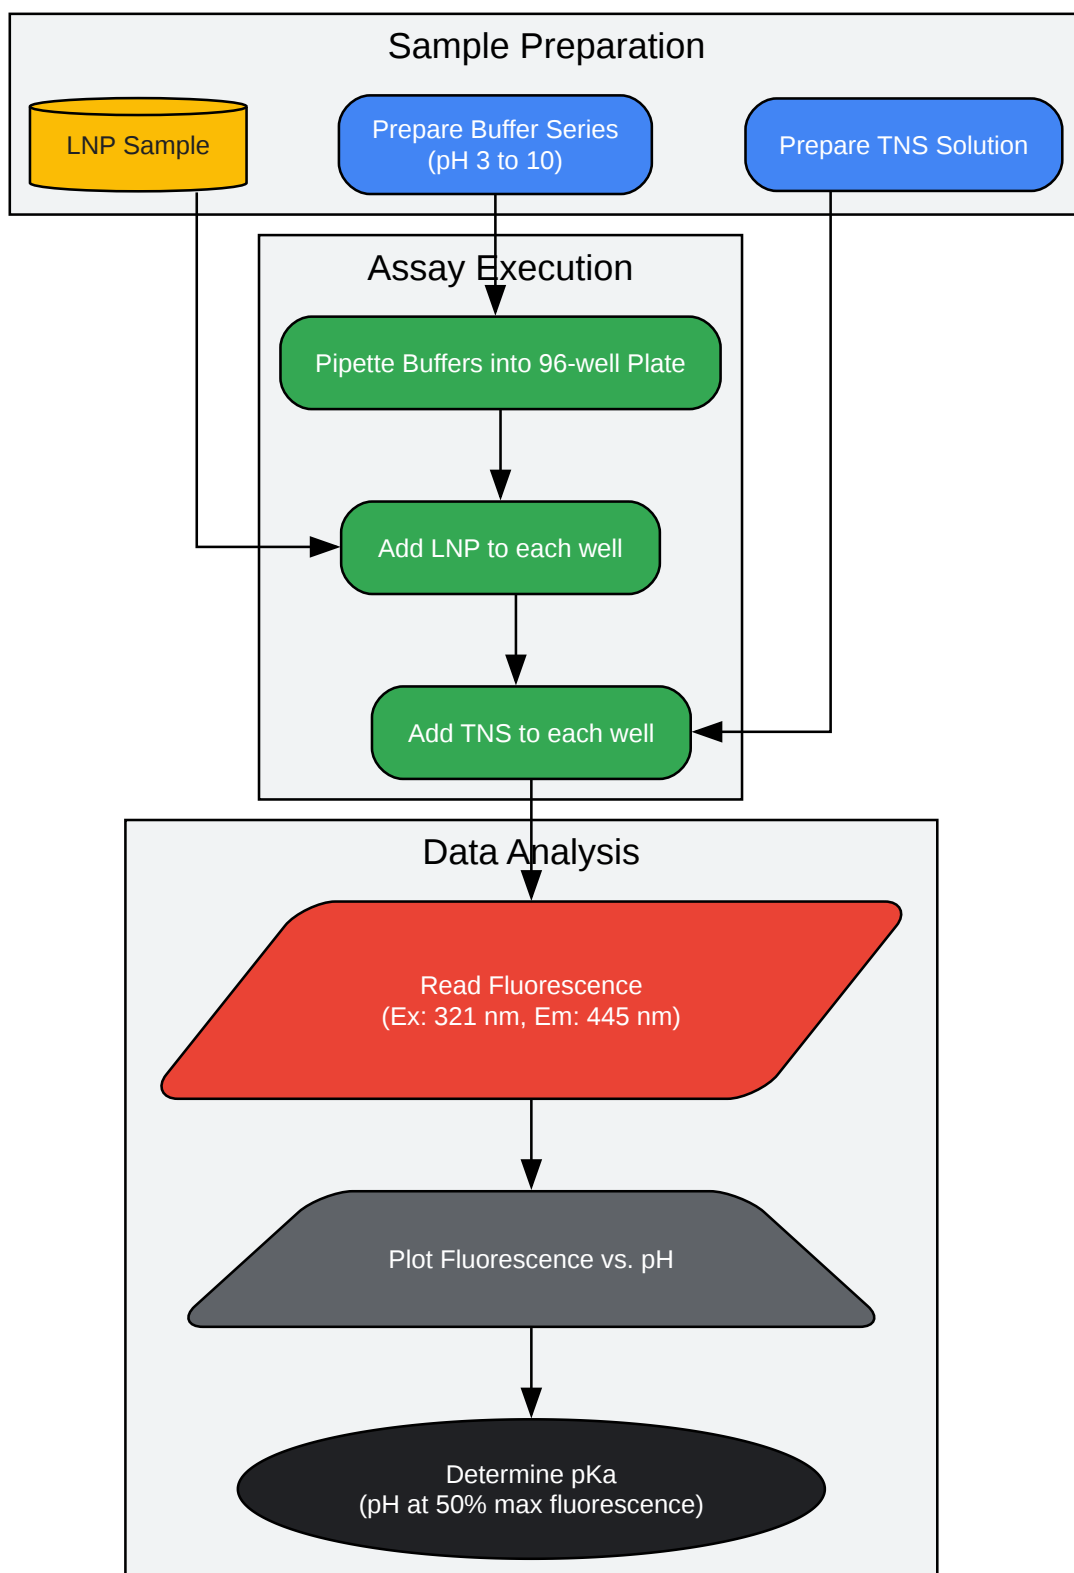 Sample Preparation
LNP Sample
Prepare Buffer Series
(pH 3 to 10)
Prepare TNS Solution
Assay Execution
Pipette Buffers into 96-well Plate
Add LNP to each well
Add TNS to each well
Data Analysis
Read Fluorescence
(Ex: 321 nm, Em: 445 nm)
Plot Fluorescence vs. pH
Determine pKa
(pH at 50% max fluorescence)